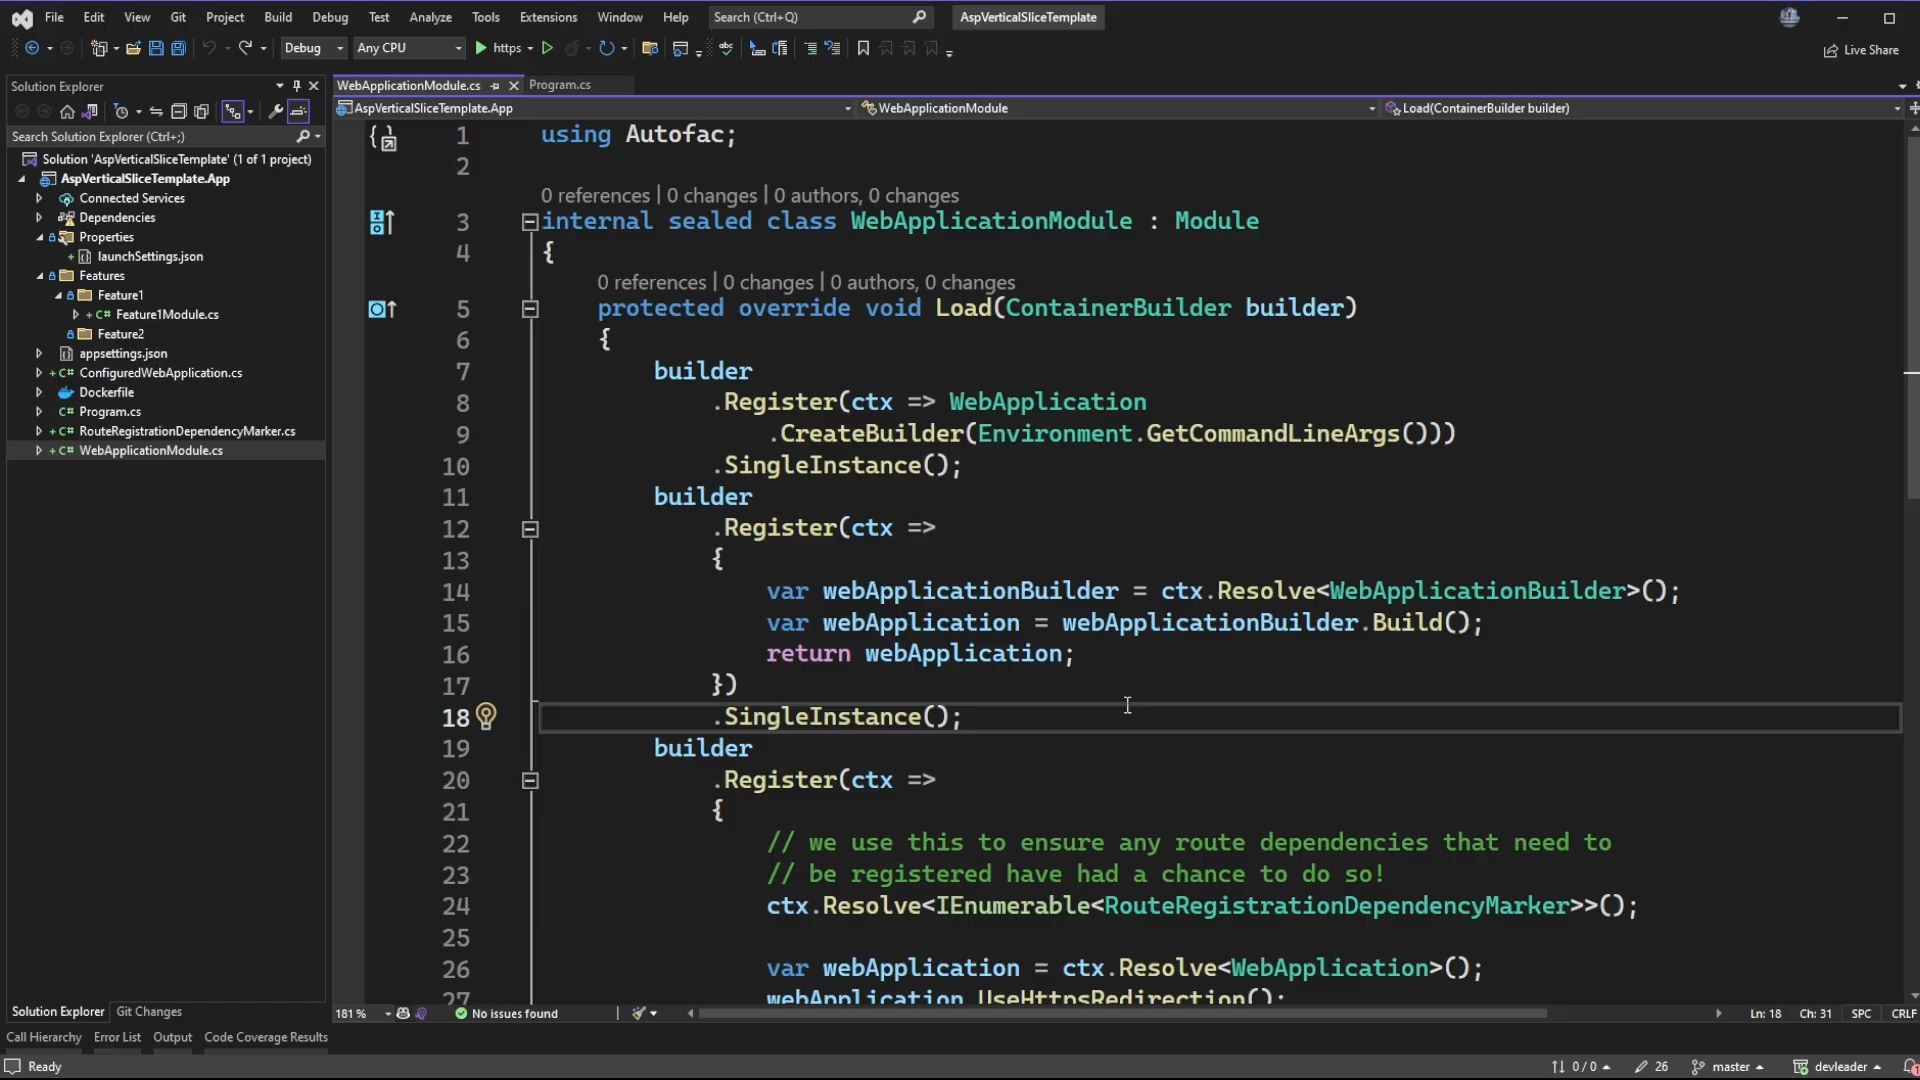 File Edit View Git Project Build Debug Test Analyze Tools Extensions Window Help Search (Ctrl+Q) AspVerticalSliceTemplate
Debug Any CPU https Live Share
Solution Explorer
Search Solution Explorer (Ctrl+;)
Solution 'AspVerticalSliceTemplate' (1 of 1 project)
AspVerticalSliceTemplate.App
Connected Services
Dependencies
Properties
launchSettings.json
Features
Feature1
C# Feature1Module.cs
Feature2
appsettings.json
C# ConfiguredWebApplication.cs
Dockerfile
C# Program.cs
C# RouteRegistrationDependencyMarker.cs
C# WebApplicationModule.cs
WebApplicationModule.cs Program.cs
AspVerticalSliceTemplate.App WebApplicationModule Load(ContainerBuilder builder)
1 using Autofac;
2
0 references | 0 changes | 0 authors, 0 changes
3 internal sealed class WebApplicationModule : Module
4 {
0 references | 0 changes | 0 authors, 0 changes
5 protected override void Load(ContainerBuilder builder)
6 {
7 builder
8 .Register(ctx => WebApplication
9 .CreateBuilder(Environment.GetCommandLineArgs()))
10 .SingleInstance();
11 builder
12 .Register(ctx =>
13 {
14 var webApplicationBuilder = ctx.Resolve<WebApplicationBuilder>();
15 var webApplication = webApplicationBuilder.Build();
16 return webApplication;
17 })
18 .SingleInstance();
19 builder
20 .Register(ctx =>
21 {
22 // we use this to ensure any route dependencies that need to
23 // be registered have had a chance to do so!
24 ctx.Resolve<IEnumerable<RouteRegistrationDependencyMarker>>();
25
26 var webApplication = ctx.Resolve<WebApplication>();
27 webApplication.UseHttpsRedirection();
181 % No issues found Ln: 18 Ch: 31 SPC CRLF
Solution Explorer Git Changes
Call Hierarchy Error List Output Code Coverage Results
Ready 0 / 0 26 master devleader